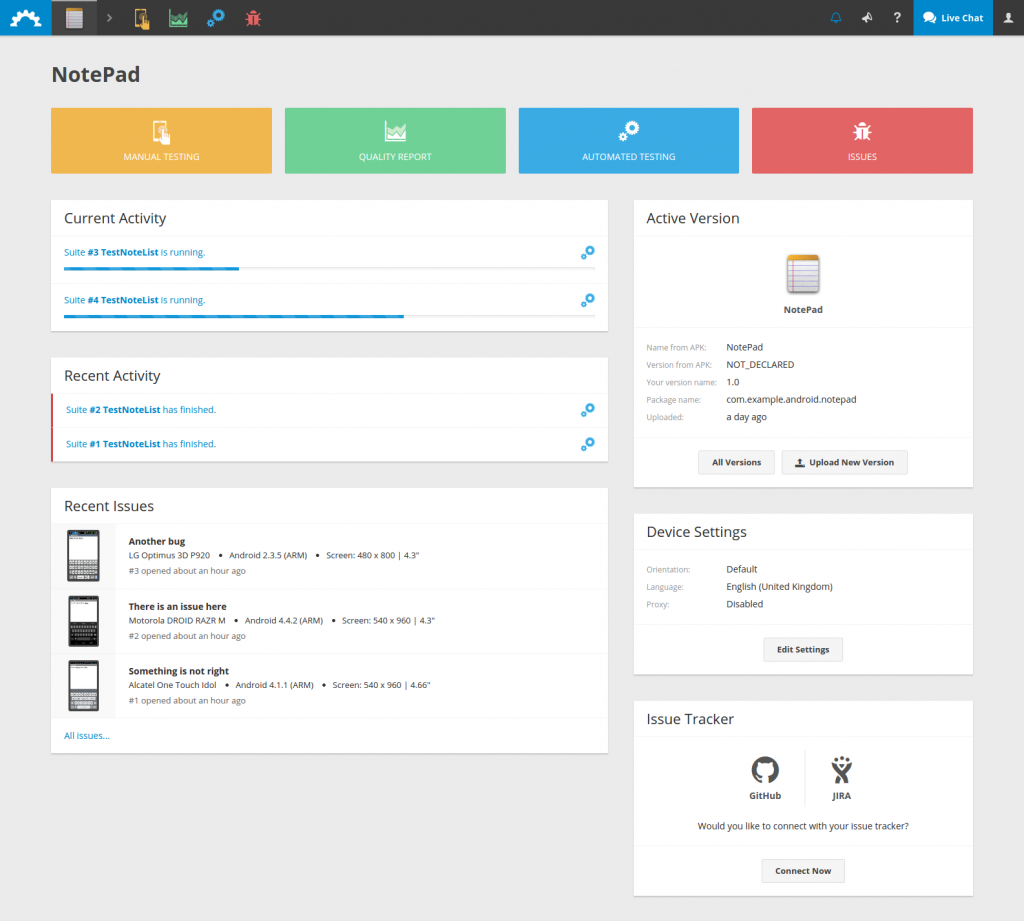 Live Chat
NotePad
MANUAL TESTING
QUALITY REPORT
AUTOMATED TESTING
ISSUES
Current Activity
Suite #3 TestNoteList is running.
Suite #4 TestNoteList is running.
Recent Activity
Suite #2 TestNoteList has finished.
Suite #1 TestNoteList has finished.
Recent Issues
Another bug
LG Optimus 3D P920 • Android 2.3.5 (ARM) • Screen: 480 x 800 | 4.3"
#3 opened about an hour ago
There is an issue here
Motorola DROID RAZR M • Android 4.4.2 (ARM) • Screen: 540 x 960 | 4.3"
#2 opened about an hour ago
Something is not right
Alcatel One Touch Idol • Android 4.1.1 (ARM) • Screen: 540 x 960 | 4.66"
#1 opened about an hour ago
All issues...
Active Version
NotePad
Name from APK: NotePad
Version from APK: NOT_DECLARED
Your version name: 1.0
Package name: com.example.android.notepad
Uploaded: a day ago
All Versions
Upload New Version
Device Settings
Orientation: Default
Language: English (United Kingdom)
Proxy: Disabled
Edit Settings
Issue Tracker
GitHub
JIRA
Would you like to connect with your issue tracker?
Connect Now